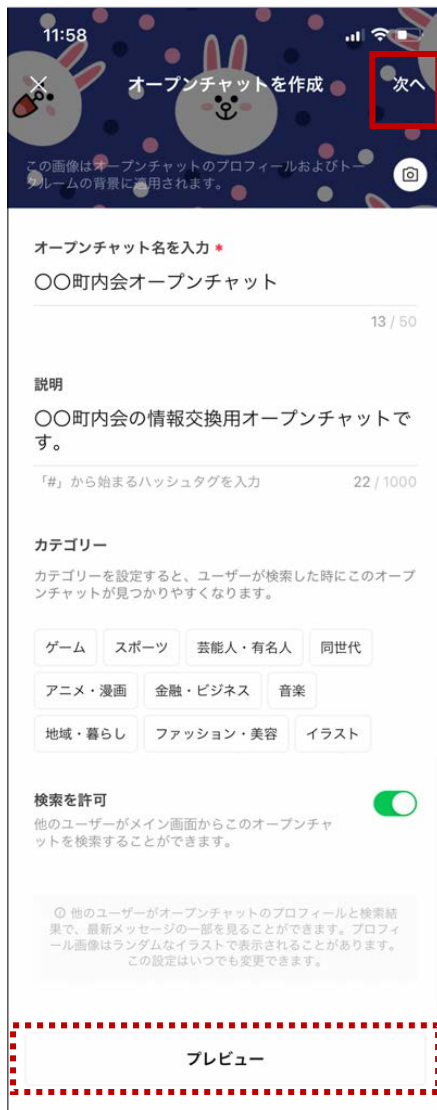 11:58
オープンチャットを作成
次へ
この画像はオープンチャットのプロフィールおよびトー
クルームの背景に適用されます。
オープンチャット名を入力 *
〇〇町内会オープンチャット
13 / 50
説明
〇〇町内会の情報交換用オープンチャットで
す。
「#」から始まるハッシュタグを入力
22 / 1000
カテゴリー
カテゴリーを設定すると、ユーザーが検索した時にこのオープ
ンチャットが見つかりやすくなります。
ゲーム スポーツ 芸能人・有名人 同世代
アニメ・漫画 金融・ビジネス 音楽
地域・暮らし ファッション・美容 イラスト
検索を許可
他のユーザーがメイン画面からこのオープンチャ
ットを検索することができます。
他のユーザーがオープンチャットのプロフィールと検索結
果で、最新メッセージの一部を見ることができます。プロフィ
ール画像はランダムなイラストで表示されることがあります。
この設定はいつでも変更できます。
プレビュー